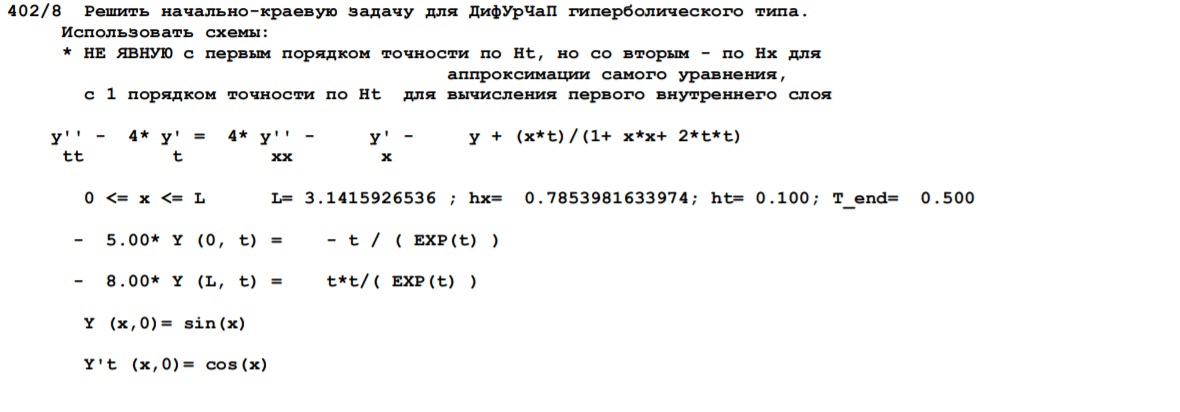 402/8 Решить начально-краевую задачу для ДифУрЧаП гиперболического типа.
Использовать схемы:
* НЕ ЯВНУЮ с первым порядком точности по Ht, но со вторым - по Hx для
аппроксимации самого уравнения,
с 1 порядком точности по Ht для вычисления первого внутреннего слоя
y'' - 4* y' = 4* y'' - y' - y + (x*t)/(1+ x*x+ 2*t*t)
tt t xx x
0 <= x <= L L= 3.1415926536 ; hx= 0.7853981633974; ht= 0.100; T_end= 0.500
- 5.00* Y (0, t) = - t / ( EXP(t) )
- 8.00* Y (L, t) = t*t/( EXP(t) )
Y (x,0)= sin(x)
Y't (x,0)= cos(x)